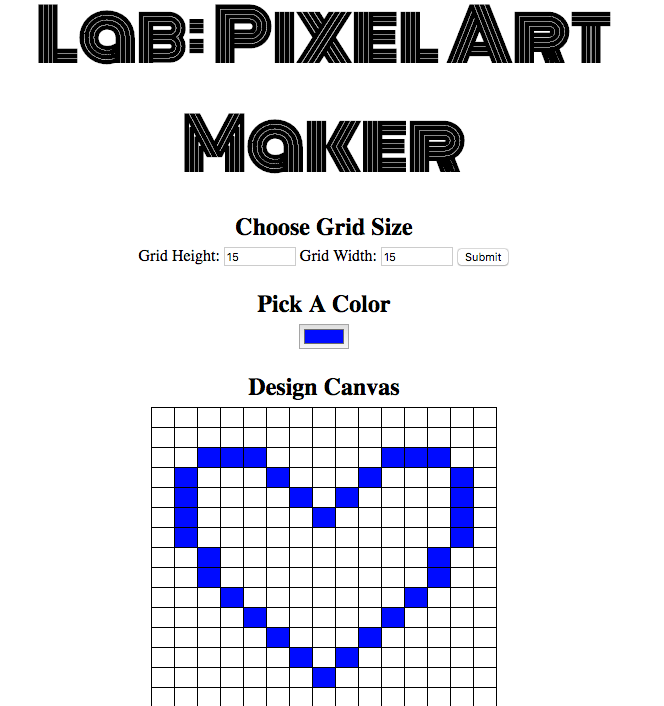 Lab: Pixel Art
Maker
Choose Grid Size
Grid Height: 15 Grid Width: 15 Submit
Pick A Color
Design Canvas